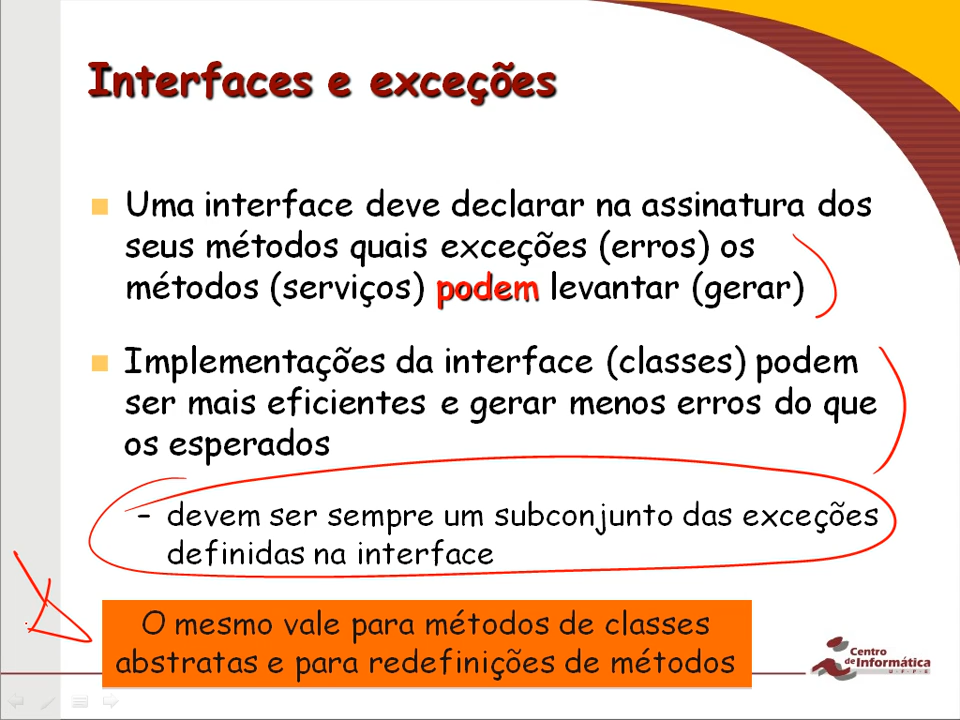 Interfaces e exceções
Uma interface deve declarar na assinatura dos
seus métodos quais exceções (erros) os
métodos (serviços) podem levantar (gerar)
Implementações da interface (classes) podem
ser mais eficientes e gerar menos erros do que
os esperados
– devem ser sempre um subconjunto das exceções
definidas na interface
O mesmo vale para métodos de classes
abstratas e para redefinições de métodos
Centro
de Informática
UFPE